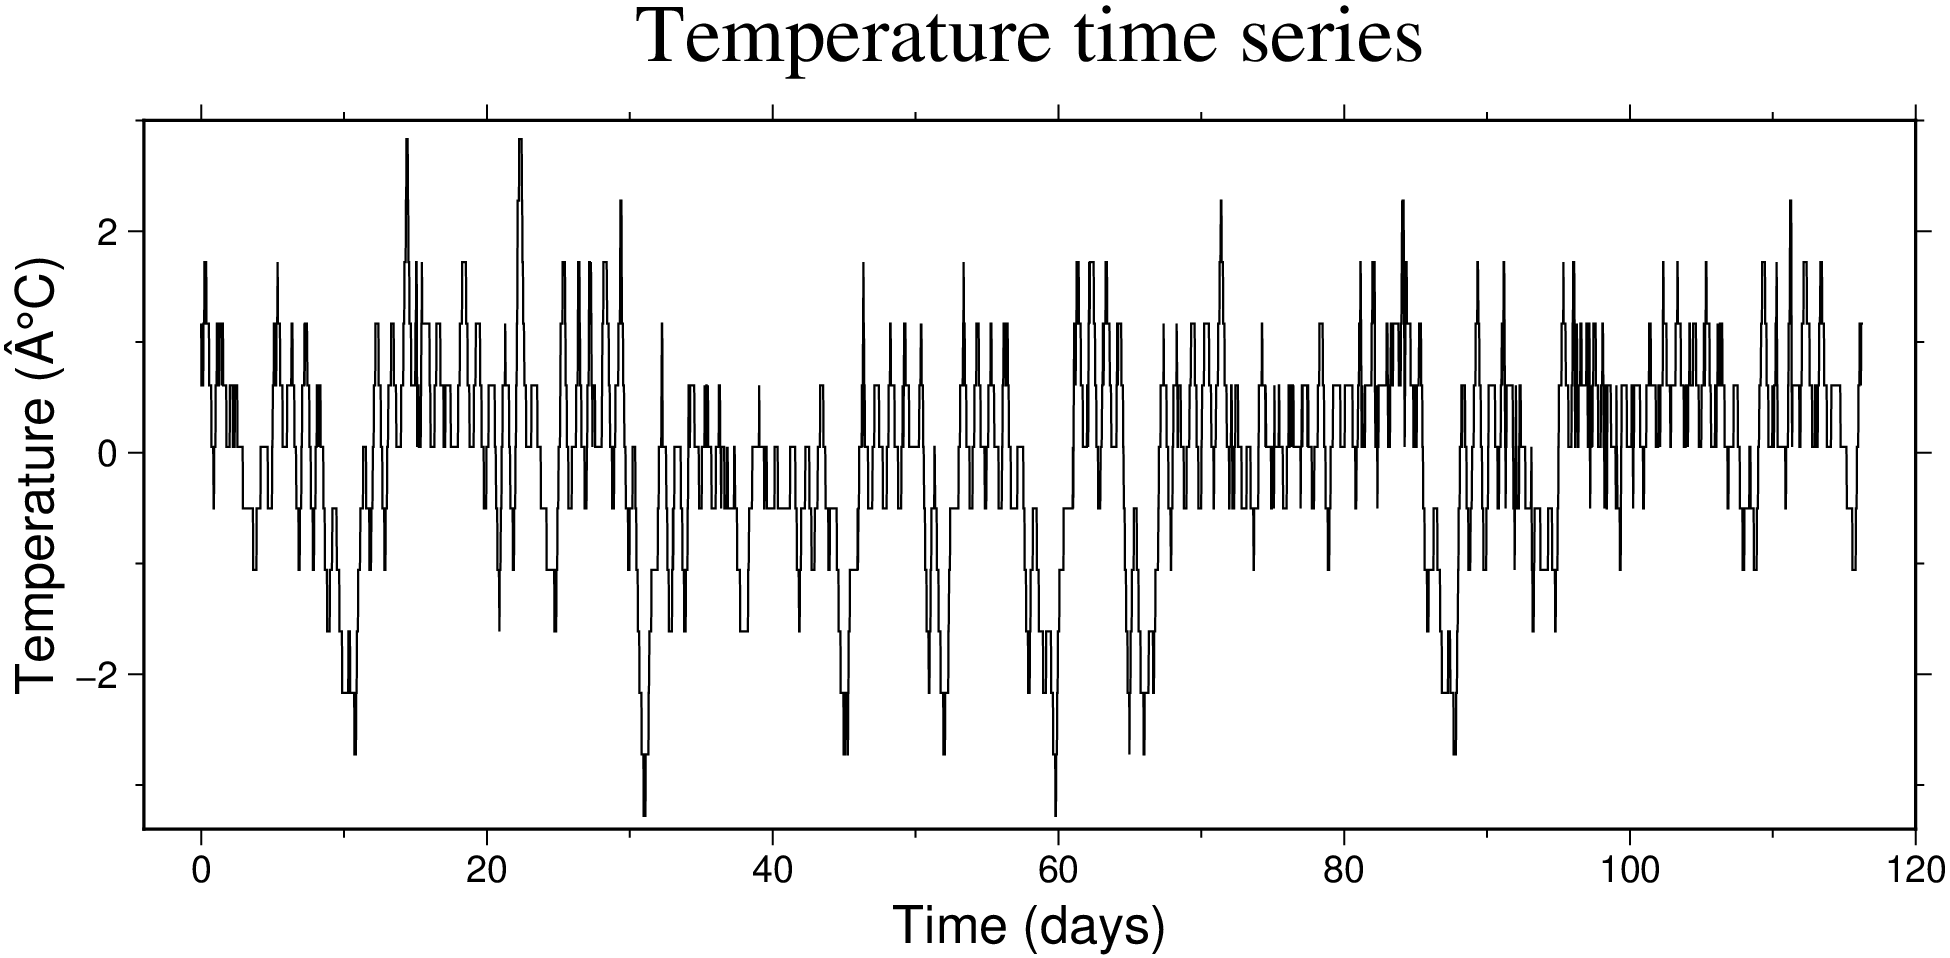 Temperature time series
Temperature (Â°C)
2
0
−2
0 20 40 60 80 100 120
Time (days)